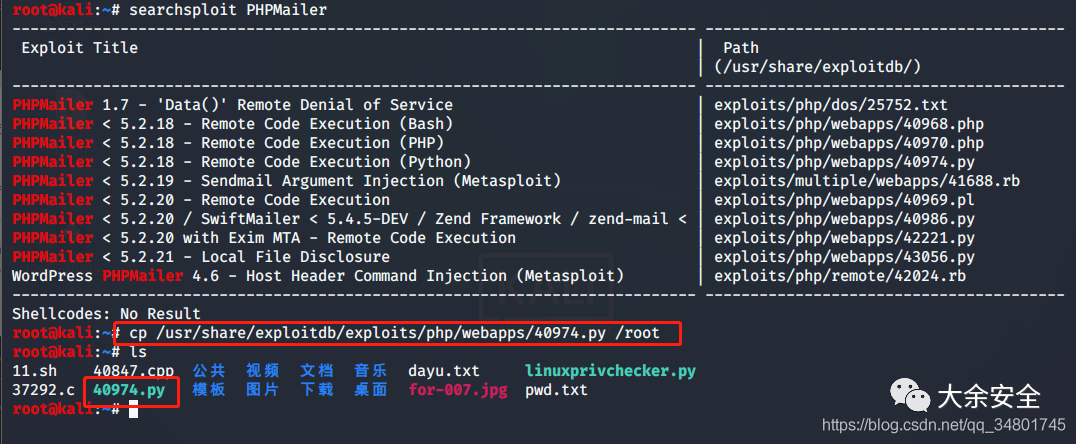 root@kali:~# searchsploit PHPMailer
---------------------------------------------------------------------------- ----------------------------------------
Exploit Title | Path
| (/usr/share/exploitdb/)
---------------------------------------------------------------------------- ----------------------------------------
PHPMailer 1.7 - 'Data()' Remote Denial of Service | exploits/php/dos/25752.txt
PHPMailer < 5.2.18 - Remote Code Execution (Bash) | exploits/php/webapps/40968.php
PHPMailer < 5.2.18 - Remote Code Execution (PHP) | exploits/php/webapps/40970.php
PHPMailer < 5.2.18 - Remote Code Execution (Python) | exploits/php/webapps/40974.py
PHPMailer < 5.2.19 - Sendmail Argument Injection (Metasploit) | exploits/multiple/webapps/41688.rb
PHPMailer < 5.2.20 - Remote Code Execution | exploits/php/webapps/40969.pl
PHPMailer < 5.2.20 / SwiftMailer < 5.4.5-DEV / Zend Framework / zend-mail < | exploits/php/webapps/40986.py
PHPMailer < 5.2.20 with Exim MTA - Remote Code Execution | exploits/php/webapps/42221.py
PHPMailer < 5.2.21 - Local File Disclosure | exploits/php/webapps/43056.py
WordPress PHPMailer 4.6 - Host Header Command Injection (Metasploit) | exploits/php/remote/42024.rb
---------------------------------------------------------------------------- ----------------------------------------
Shellcodes: No Result
root@kali:~# cp /usr/share/exploitdb/exploits/php/webapps/40974.py /root
root@kali:~# ls
11.sh 40847.cpp 公共 视频 文档 音乐 dayu.txt linuxprivchecker.py
37292.c 40974.py 模板 图片 下载 桌面 for-007.jpg pwd.txt
root@kali:~#
大余安全
https://blog.csdn.net/qq_34801745